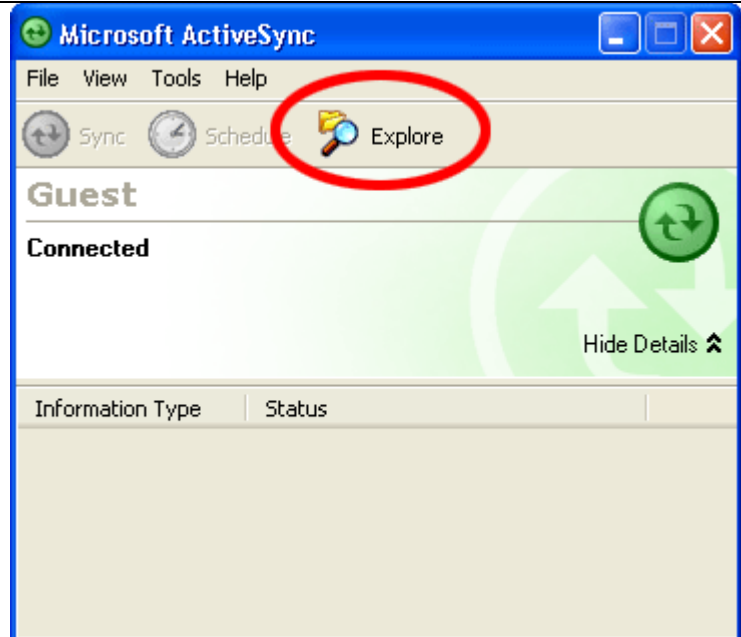 Microsoft ActiveSync
File View Tools Help
Sync Schedule Explore
Guest
Connected
Hide Details
Information Type Status